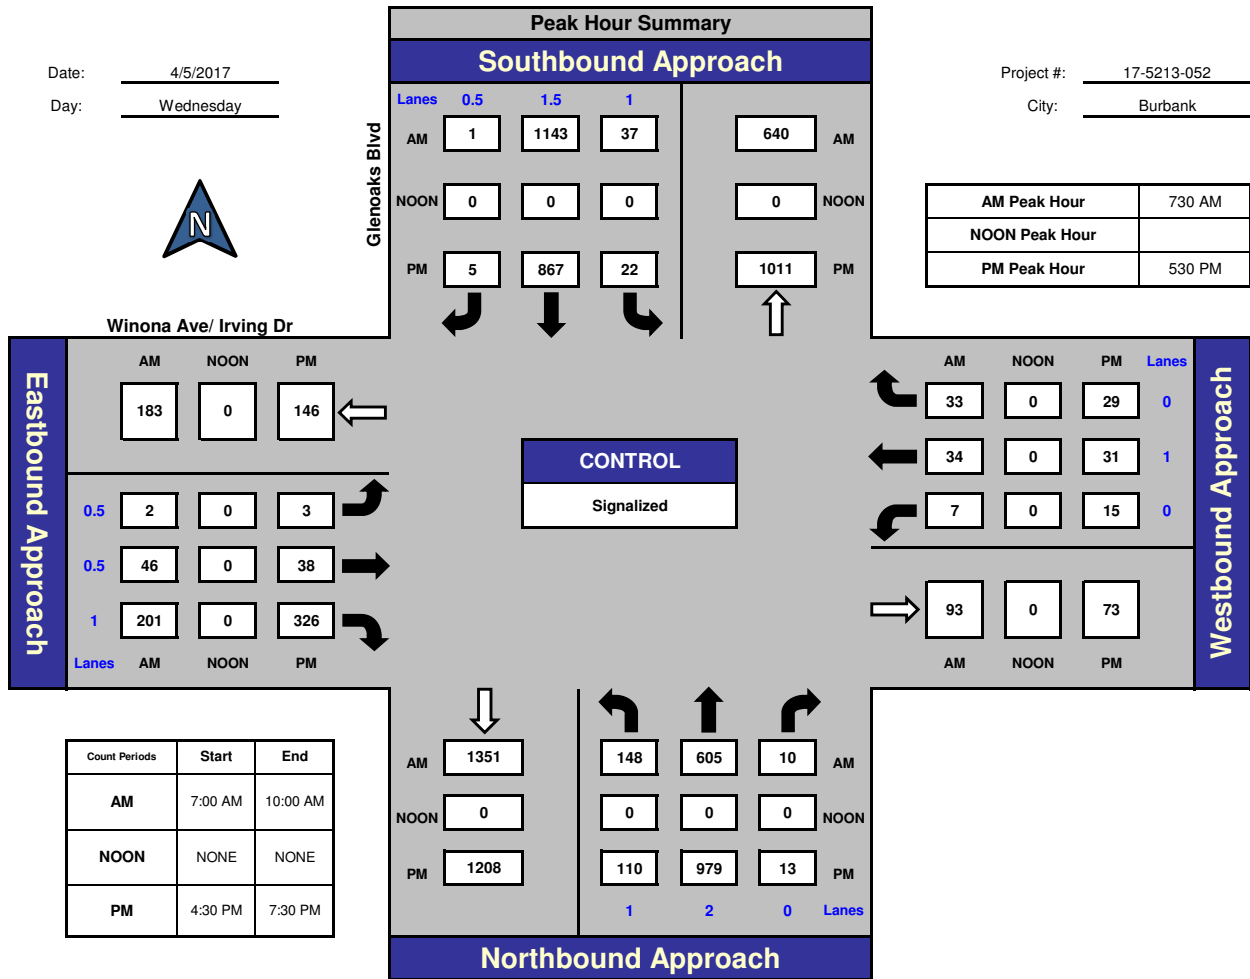 Peak Hour Summary
Southbound Approach
Date: 4/5/2017
Day: Wednesday
Project #: 17-5213-052
City: Burbank
N
Glenoaks Blvd
Lanes 0.5 1.5 1
AM 1 1143 37 640 AM
NOON 0 0 0 0 NOON
PM 5 867 22 1011 PM
AM Peak Hour 730 AM
NOON Peak Hour
PM Peak Hour 530 PM
Winona Ave/ Irving Dr
Eastbound Approach
AM NOON PM
183 0 146
0.5 2 0 3
0.5 46 0 38
1 201 0 326
Lanes AM NOON PM
CONTROL
Signalized
AM NOON PM Lanes
33 0 29 0
34 0 31 1
7 0 15 0
93 0 73
AM NOON PM
Westbound Approach
Count Periods Start End
AM 7:00 AM 10:00 AM
NOON NONE NONE
PM 4:30 PM 7:30 PM
AM 1351 148 605 10 AM
NOON 0 0 0 0 NOON
PM 1208 110 979 13 PM
1 2 0 Lanes
Northbound Approach